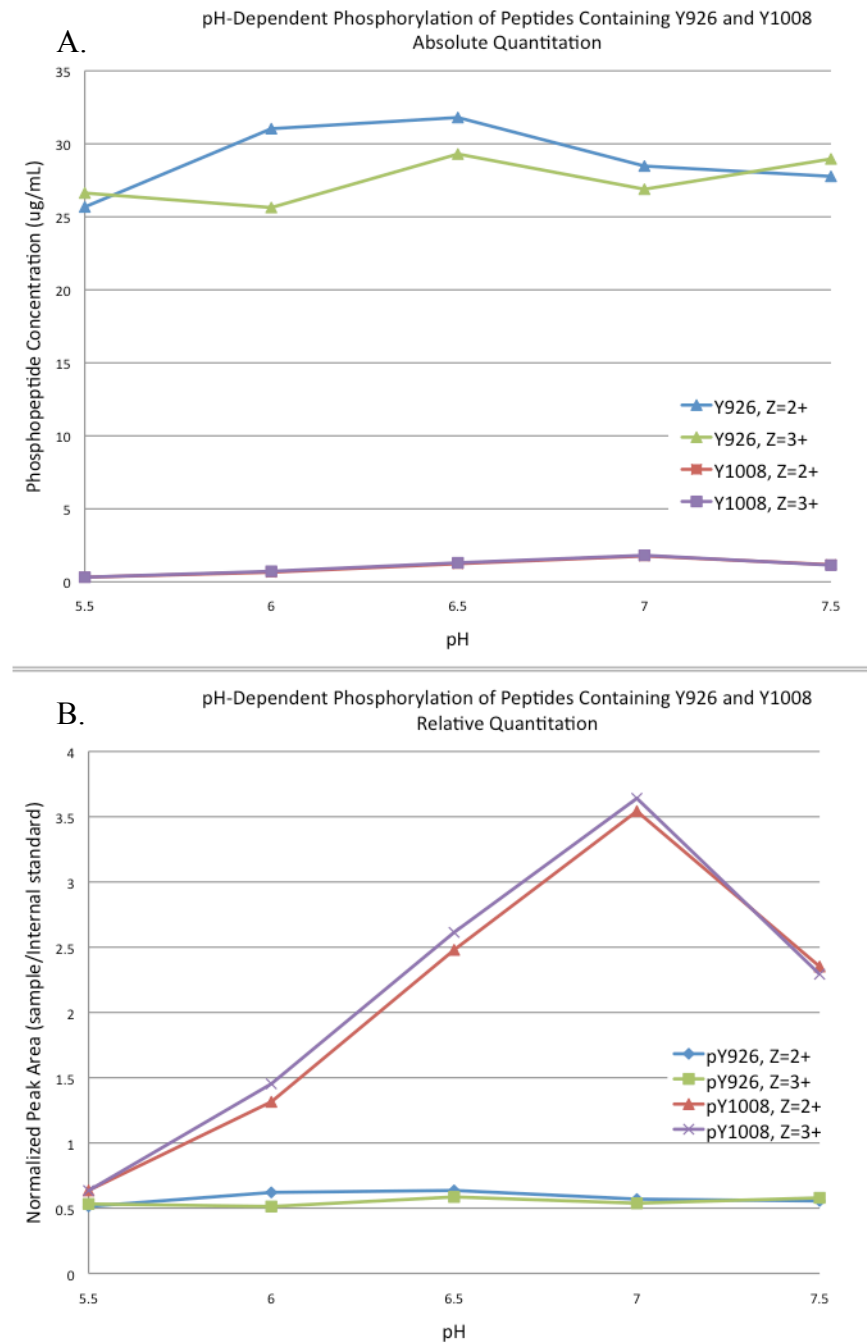 pH-Dependent Phosphorylation of Peptides Containing Y926 and Y1008
Absolute Quantitation
A.
35
30
25
20
15
10
5
0
Phosphopeptide Concentration (ug/mL)
Y926, Z=2+
Y926, Z=3+
Y1008, Z=2+
Y1008, Z=3+
5.5 6 6.5 7 7.5
pH
pH-Dependent Phosphorylation of Peptides Containing Y926 and Y1008
Relative Quantitation
B.
4
3.5
3
2.5
2
1.5
1
0.5
0
Normalized Peak Area (sample/Internal standard)
pY926, Z=2+
pY926, Z=3+
pY1008, Z=2+
pY1008, Z=3+
5.5 6 6.5 7 7.5
pH